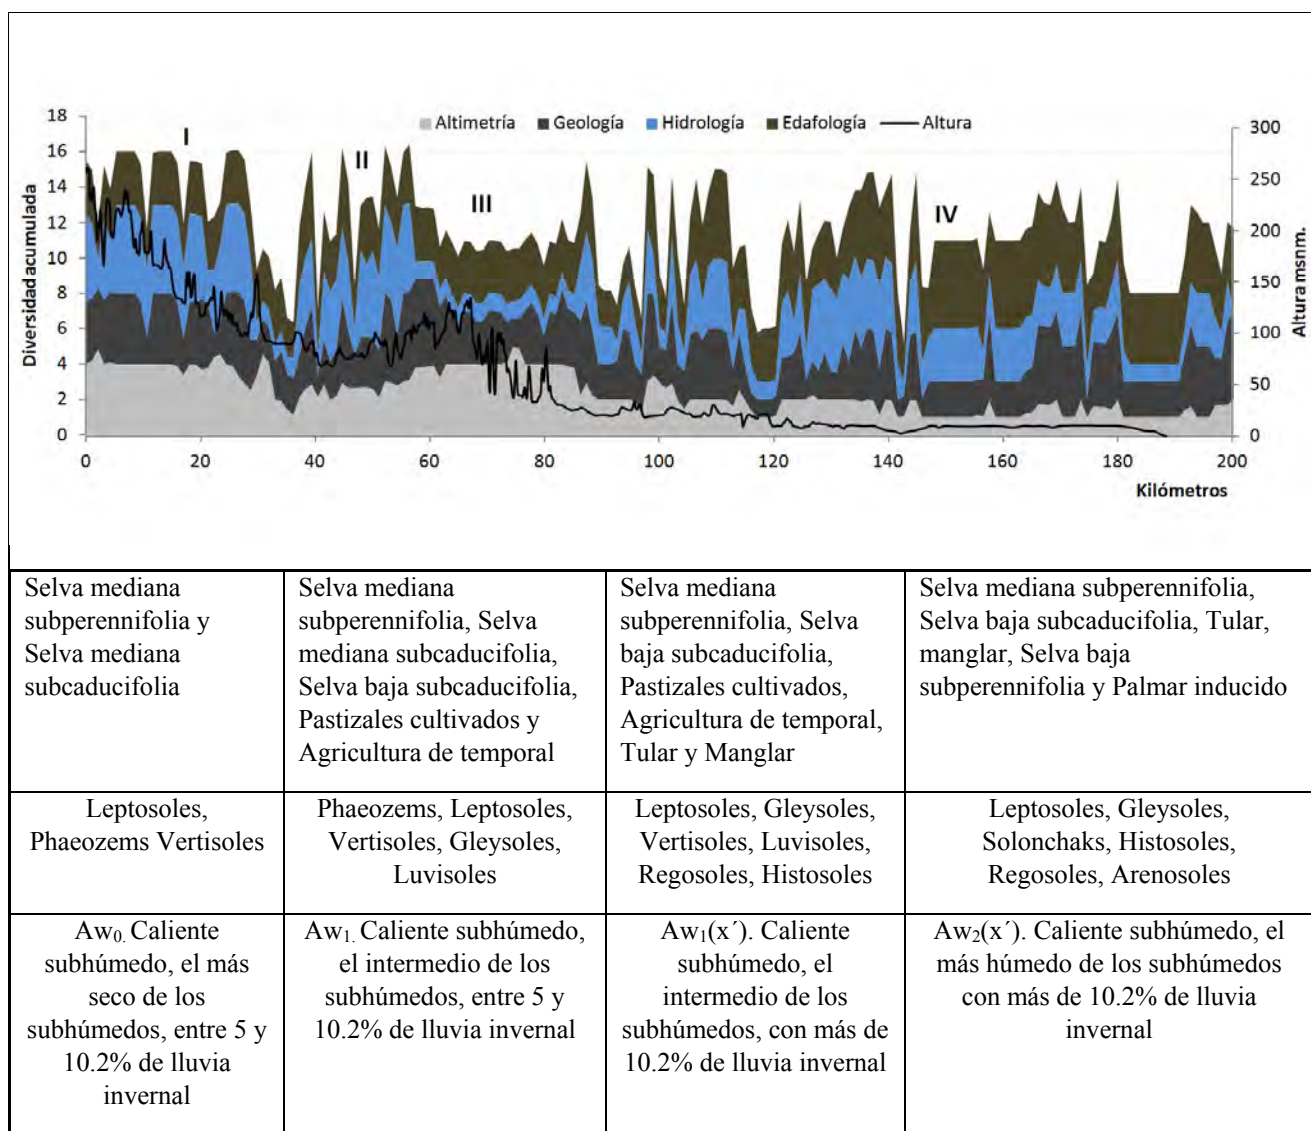 Altimetría Geología Hidrología Edafología Altura
I
II
III
IV
Diversidad acumulada
18
16
14
12
10
8
6
4
2
0
300
250
200
150
100
50
0
Altura msnm.
0 20 40 60 80 100 120 140 160 180 200
Kilómetros
Selva mediana
subperennifolia y
Selva mediana
subcaducifolia
Selva mediana
subperennifolia, Selva
mediana subcaducifolia,
Selva baja subcaducifolia,
Pastizales cultivados y
Agricultura de temporal
Selva mediana
subperennifolia, Selva
baja subcaducifolia,
Pastizales cultivados,
Agricultura de temporal,
Tular y Manglar
Selva mediana subperennifolia,
Selva baja subcaducifolia, Tular,
manglar, Selva baja
subperennifolia y Palmar inducido
Leptosoles,
Phaeozems Vertisoles
Phaeozems, Leptosoles,
Vertisoles, Gleysoles,
Luvisoles
Leptosoles, Gleysoles,
Vertisoles, Luvisoles,
Regosoles, Histosoles
Leptosoles, Gleysoles,
Solonchaks, Histosoles,
Regosoles, Arenosoles
Aw₀. Caliente
subhúmedo, el más
seco de los
subhúmedos, entre 5 y
10.2% de lluvia
invernal
Aw₁. Caliente subhúmedo,
el intermedio de los
subhúmedos, entre 5 y
10.2% de lluvia invernal
Aw₁(x´). Caliente
subhúmedo, el
intermedio de los
subhúmedos, con más de
10.2% de lluvia invernal
Aw₂(x´). Caliente subhúmedo, el
más húmedo de los subhúmedos
con más de 10.2% de lluvia
invernal